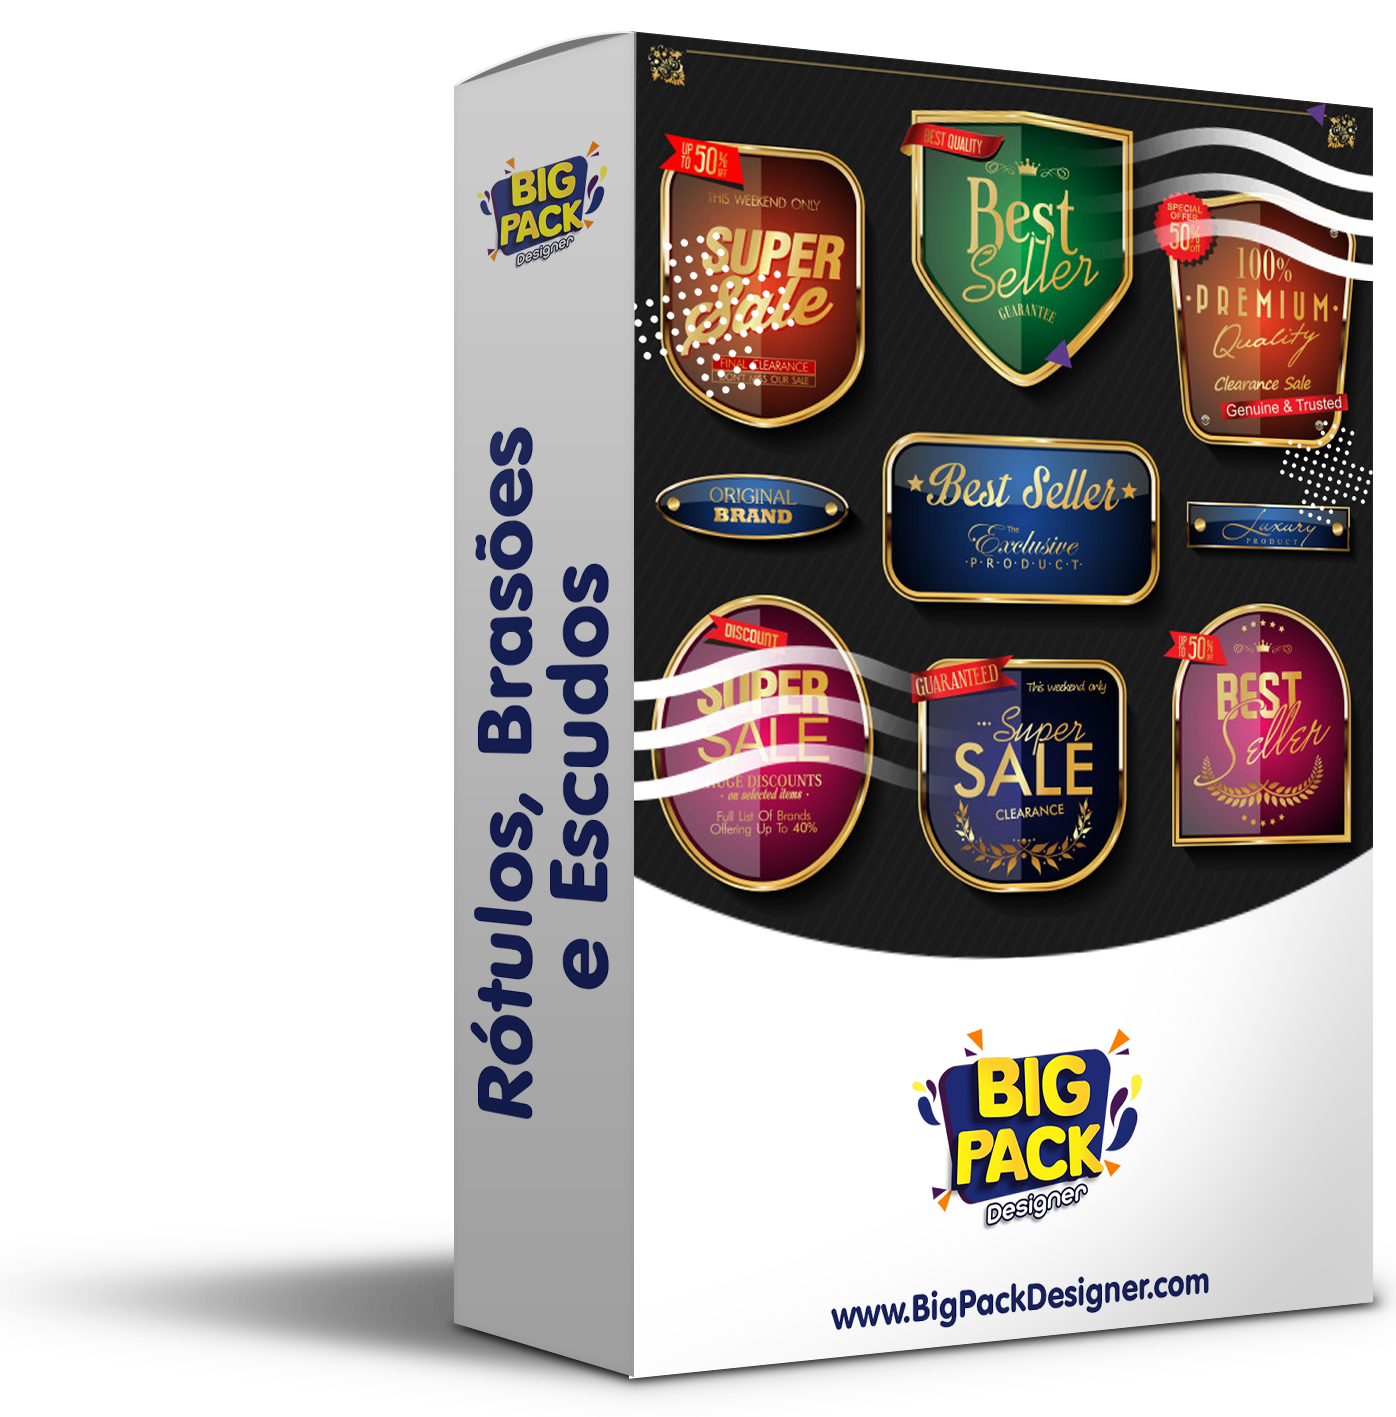 BIG
PACK
Designer
Rótulos, Brasões
e Escudos
UP TO 50% OFF
THIS WEEKEND ONLY
SUPER
Sale
FINAL CLEARANCE
DON'T MISS OUR SALE
BEST QUALITY
Best
Seller
GUARANTEE
SPECIAL
OFFER
50% OFF
100%
PREMIUM
Quality
Clearance Sale
Genuine & Trusted
ORIGINAL
BRAND
Best Seller
The
Exclusive
P·R·O·D·U·C·T
Luxury
PRODUCT
DISCOUNT
SUPER
SALE
HUGE DISCOUNTS
on selected items
Full List Of Brands
Offering Up To 40%
GUARANTEED
This weekend only
Super
SALE
CLEARANCE
UP TO 50% OFF
BEST
Seller
BIG
PACK
Designer
www.BigPackDesigner.com